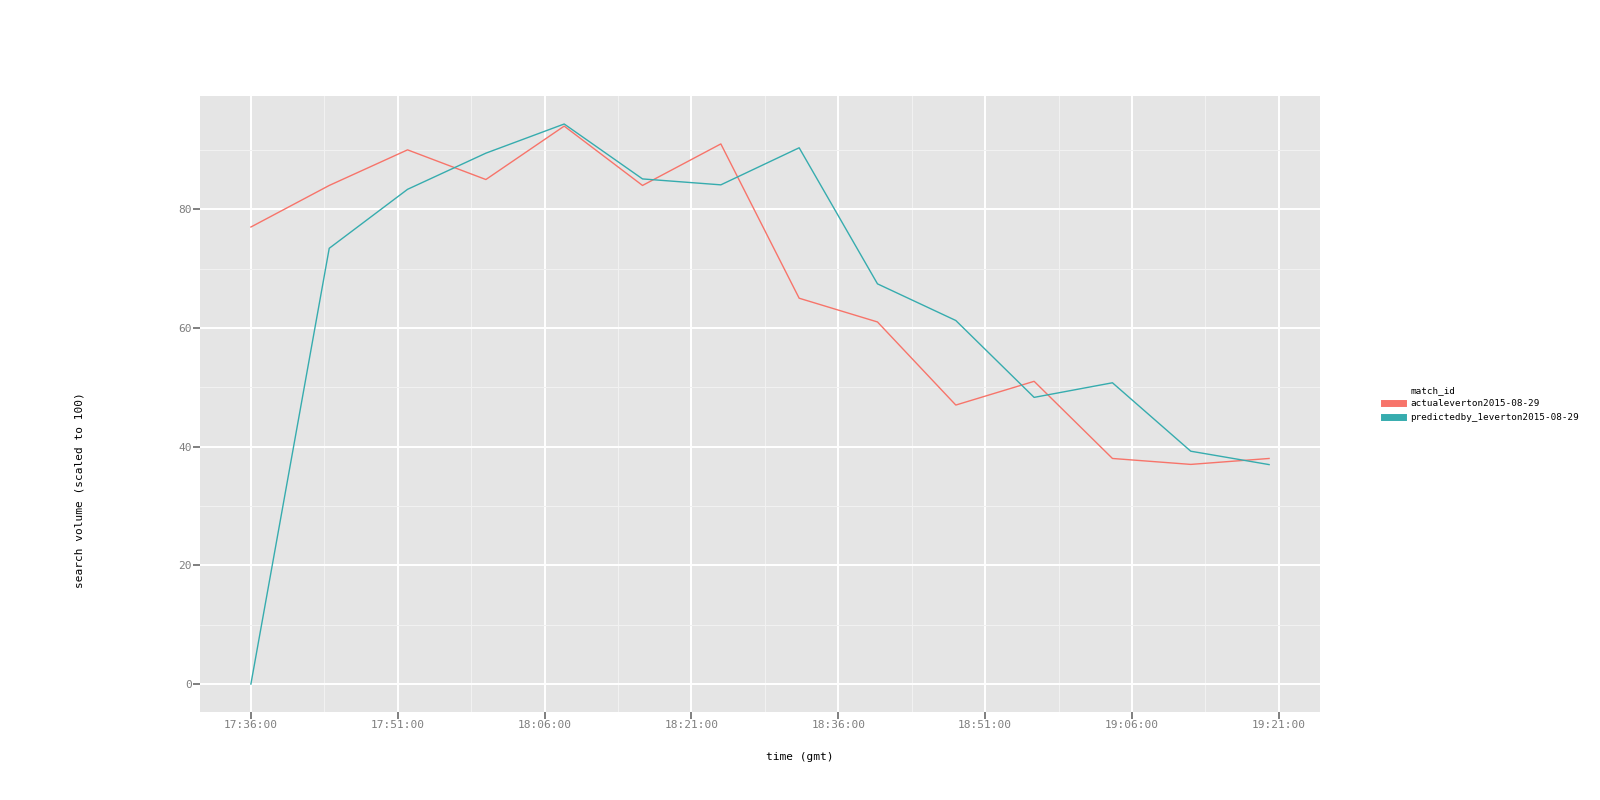 80
60
40
20
0
search volume (scaled to 100)
17:36:00 17:51:00 18:06:00 18:21:00 18:36:00 18:51:00 19:06:00 19:21:00
time (gmt)
match_id
actualeverton2015-08-29
predictedby_1everton2015-08-29